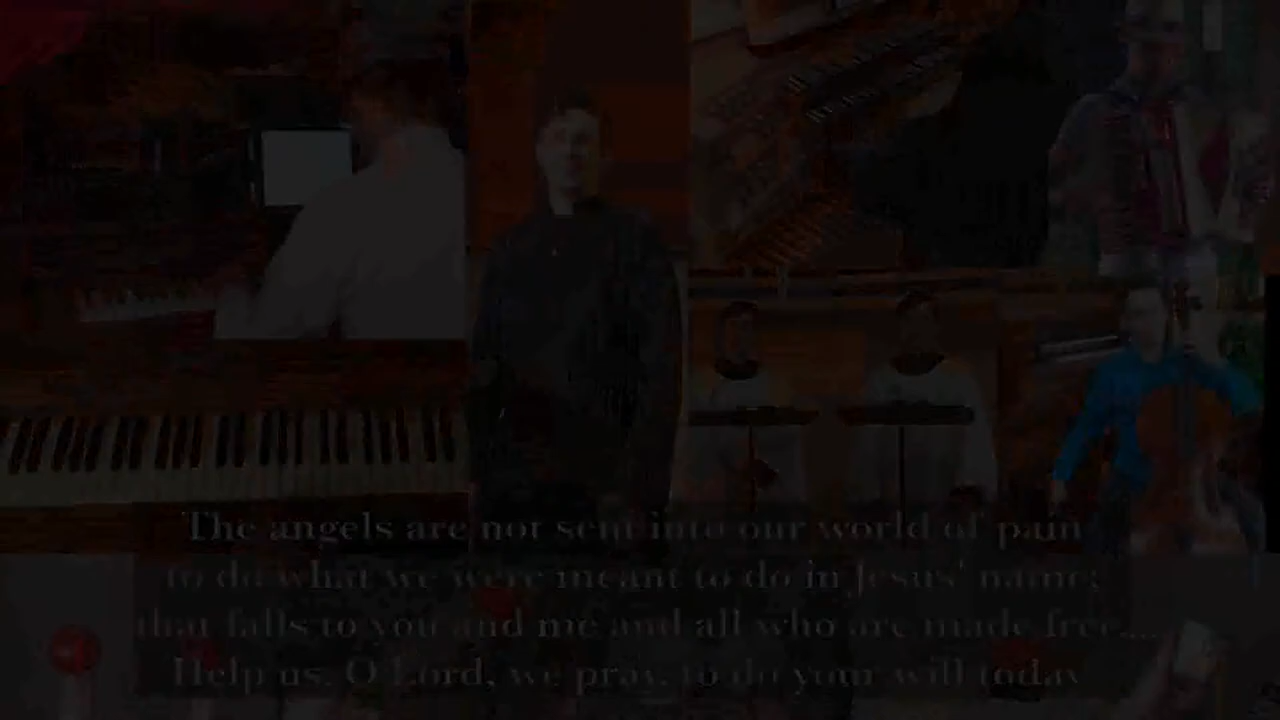 The angels are not sent into our world of pain
to do what we were meant to do in Jesus' name;
that falls to you and me and all who are made free....
Help us, O Lord, we pray, to do your will today